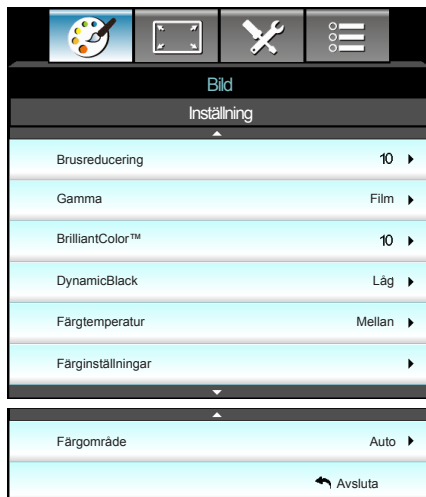 Bild
Inställning
Brusreducering 10
Gamma Film
BrilliantColor™ 10
DynamicBlack Låg
Färgtemperatur Mellan
Färginställningar
Färgområde Auto
Avsluta